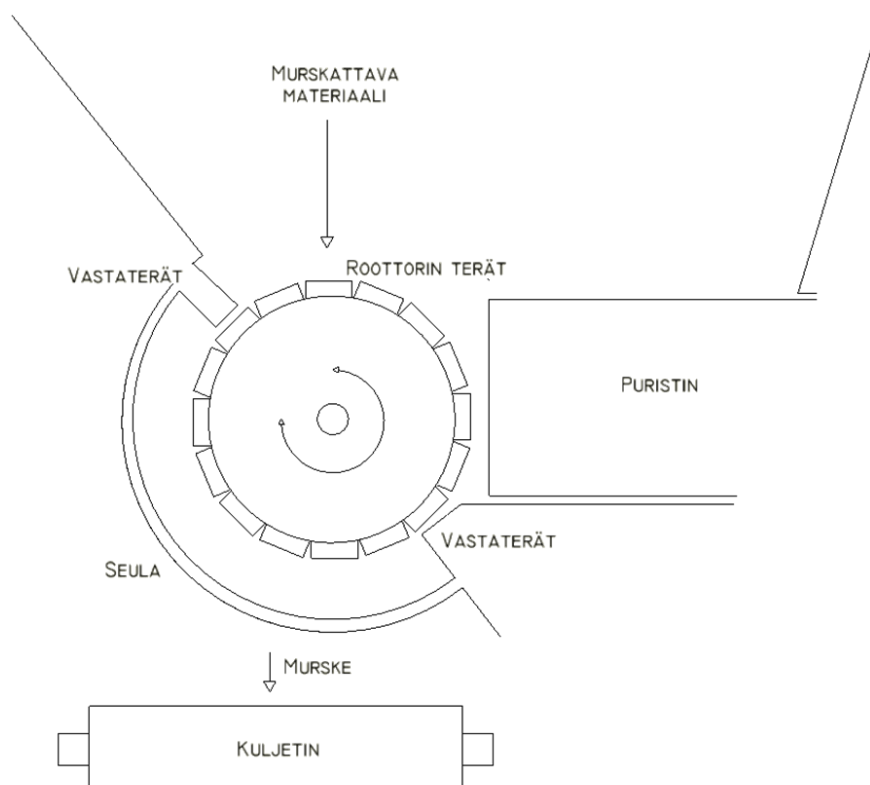 MURSKATTAVA
MATERIAALI
VASTATERÄT
ROOTTORIN TERÄT
PURISTIN
VASTATERÄT
SEULA
MURSKE
KULJETIN